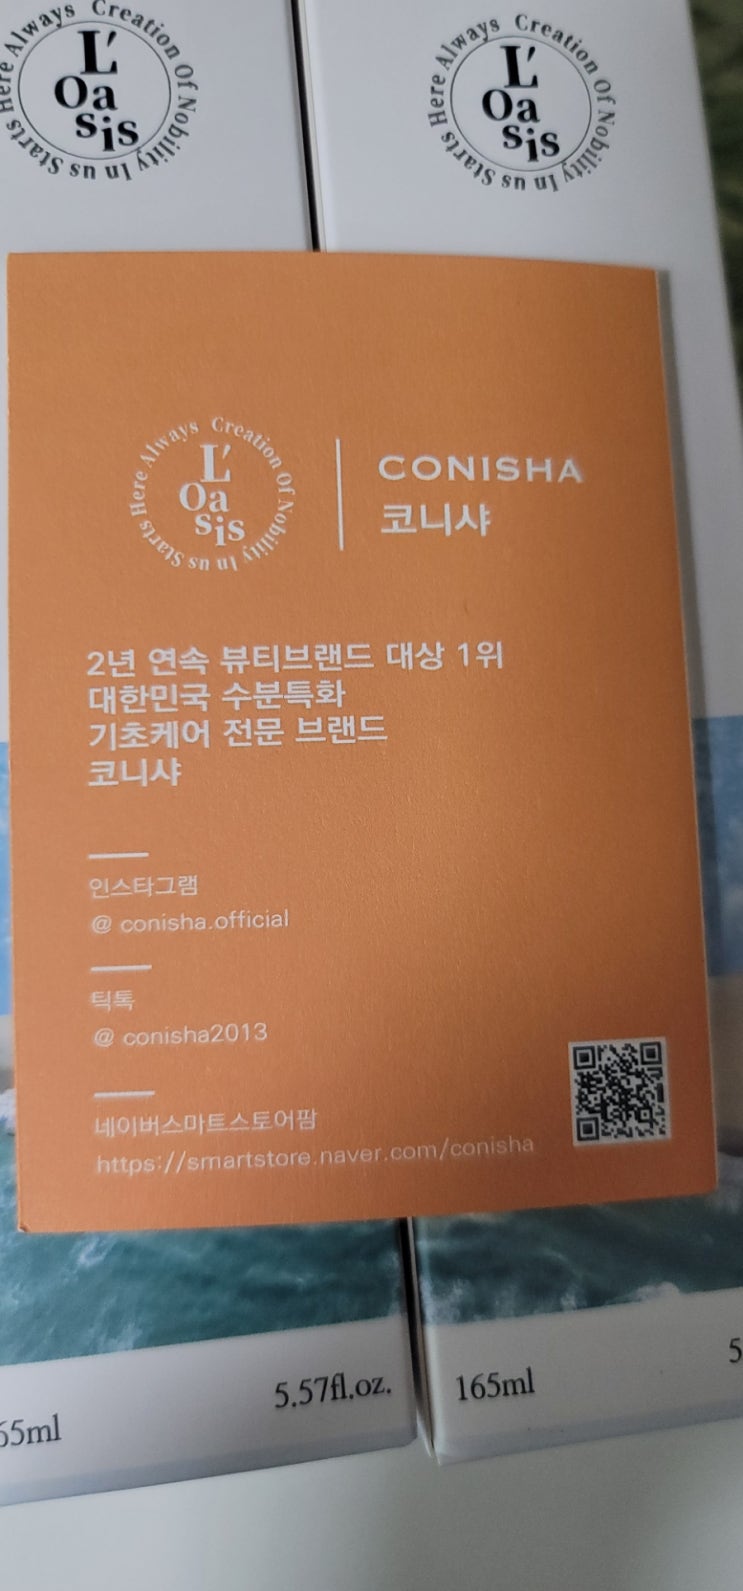 Here Always Creation Of Nobility In us Starts
L'
Oa
sis
Here Always Creation Of Nobility In us Starts
L'
Oa
sis
Here Always Creation Of Nobility In us Starts
L'
Oa
sis
CONISHA
코니샤
2년 연속 뷰티브랜드 대상 1위
대한민국 수분특화
기초케어 전문 브랜드
코니샤
인스타그램
@ conisha.official
틱톡
@ conisha2013
네이버스마트스토어팜
https://smartstore.naver.com/conisha
65ml
5.57fl.oz.
165ml
5